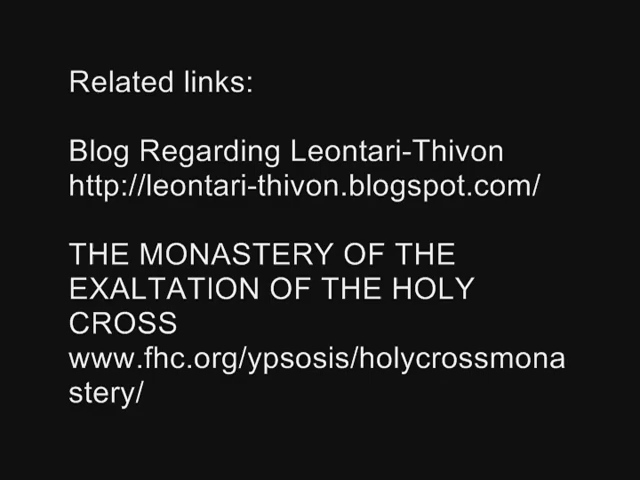 Related links:
Blog Regarding Leontari-Thivon
http://leontari-thivon.blogspot.com/
THE MONASTERY OF THE
EXALTATION OF THE HOLY
CROSS
www.fhc.org/ypsosis/holycrossmona
stery/